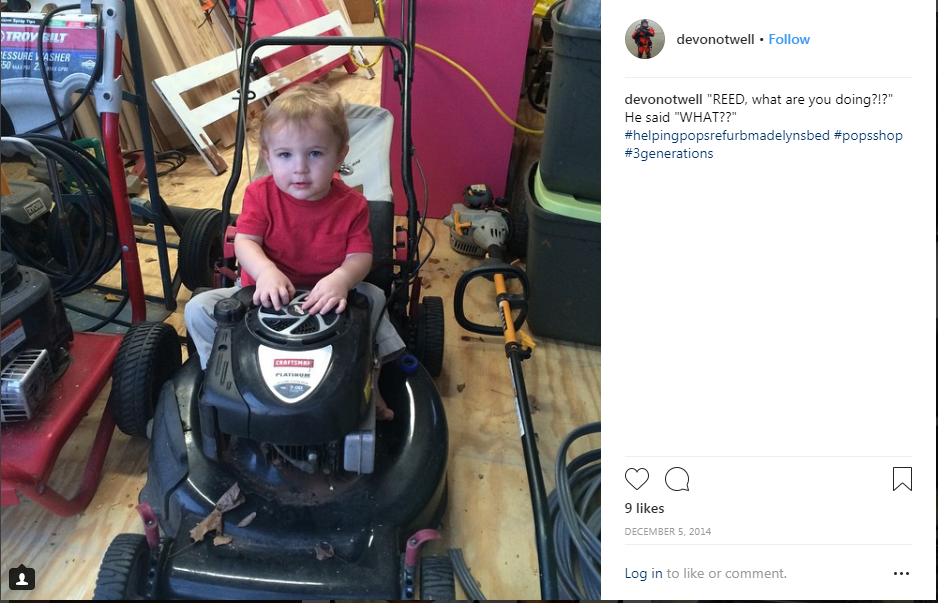 TROY-BILT
PRESSURE WASHER
CRAFTSMAN
PLATINUM
devonotwell • Follow
devonotwell "REED, what are you doing?!?"
He said "WHAT??"
#helpingpopsrefurbmadelynsbed #popsshop
#3generations
9 likes
DECEMBER 5, 2014
Log in to like or comment.